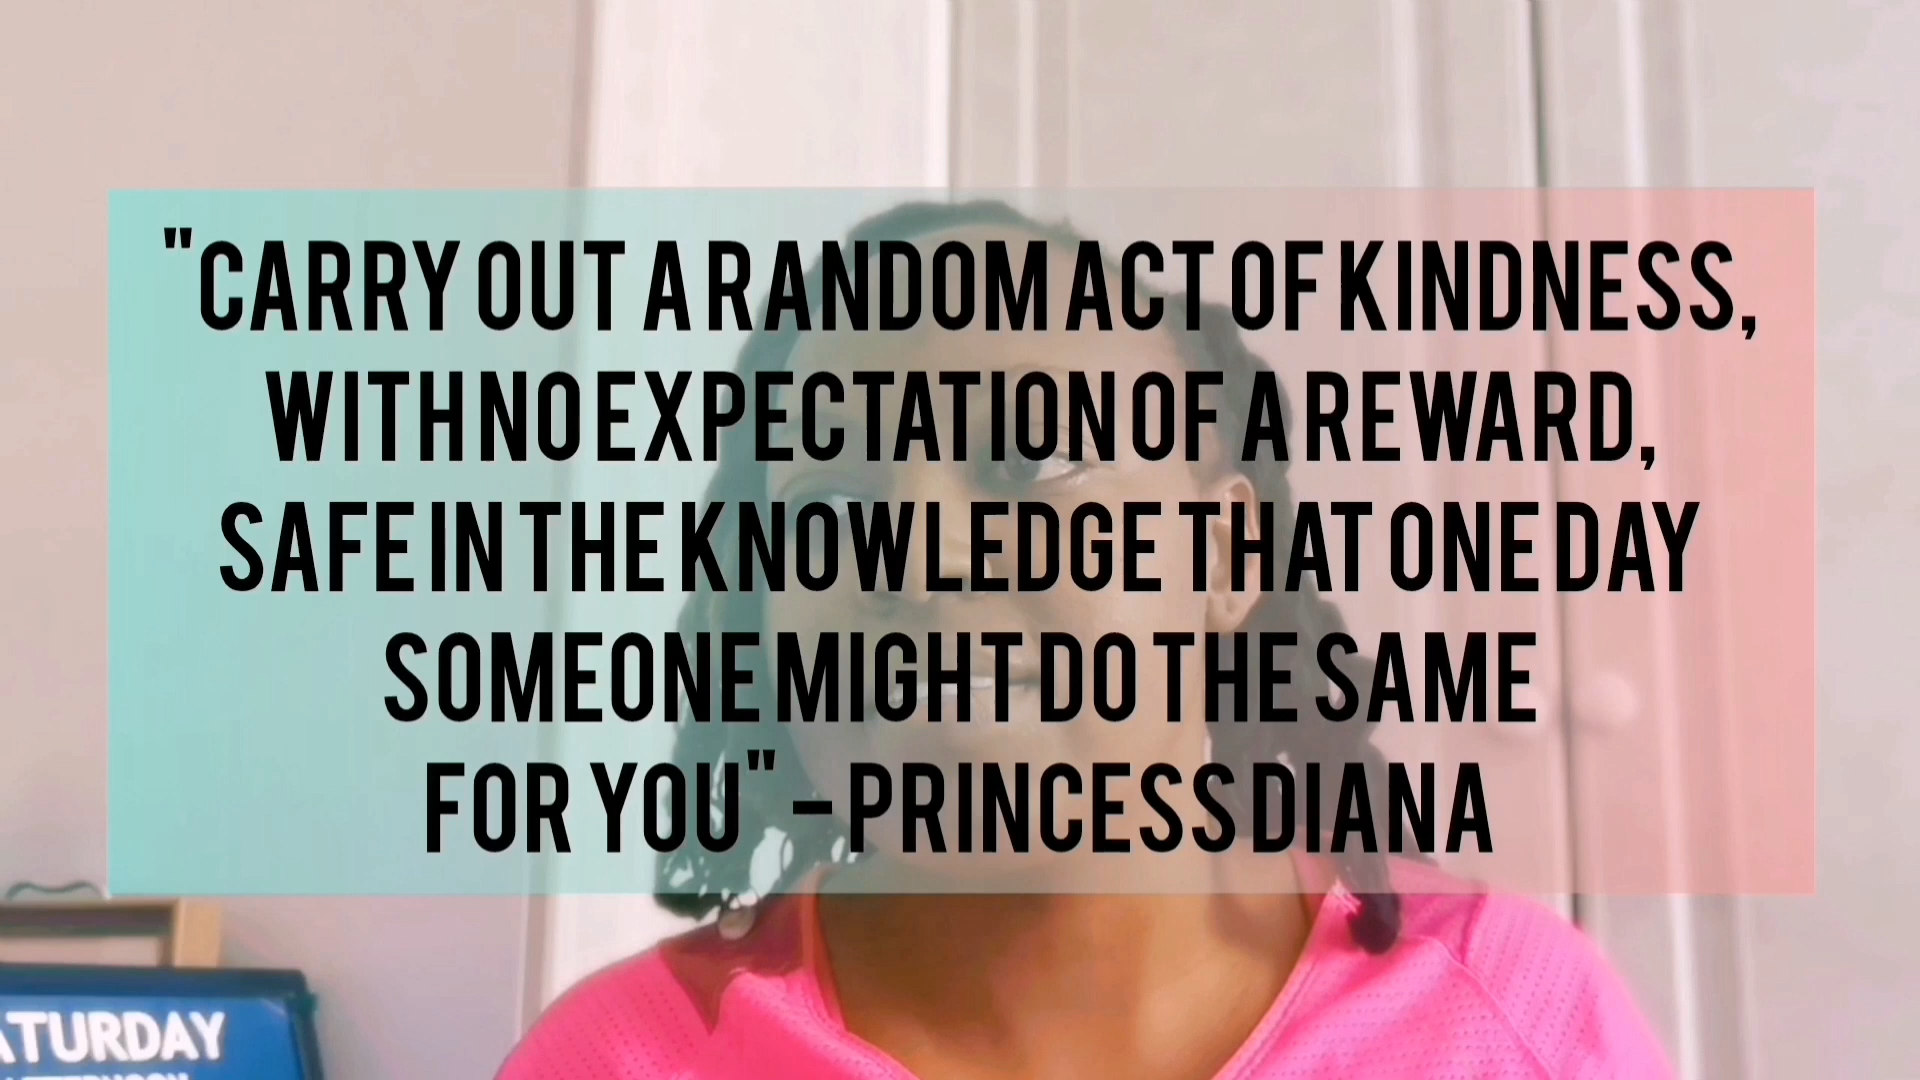 "CARRY OUT A RANDOM ACT OF KINDNESS,
WITH NO EXPECTATION OF A REWARD,
SAFE IN THE KNOWLEDGE THAT ONE DAY
SOMEONE MIGHT DO THE SAME
FOR YOU" – PRINCESS DIANA
ATURDAY